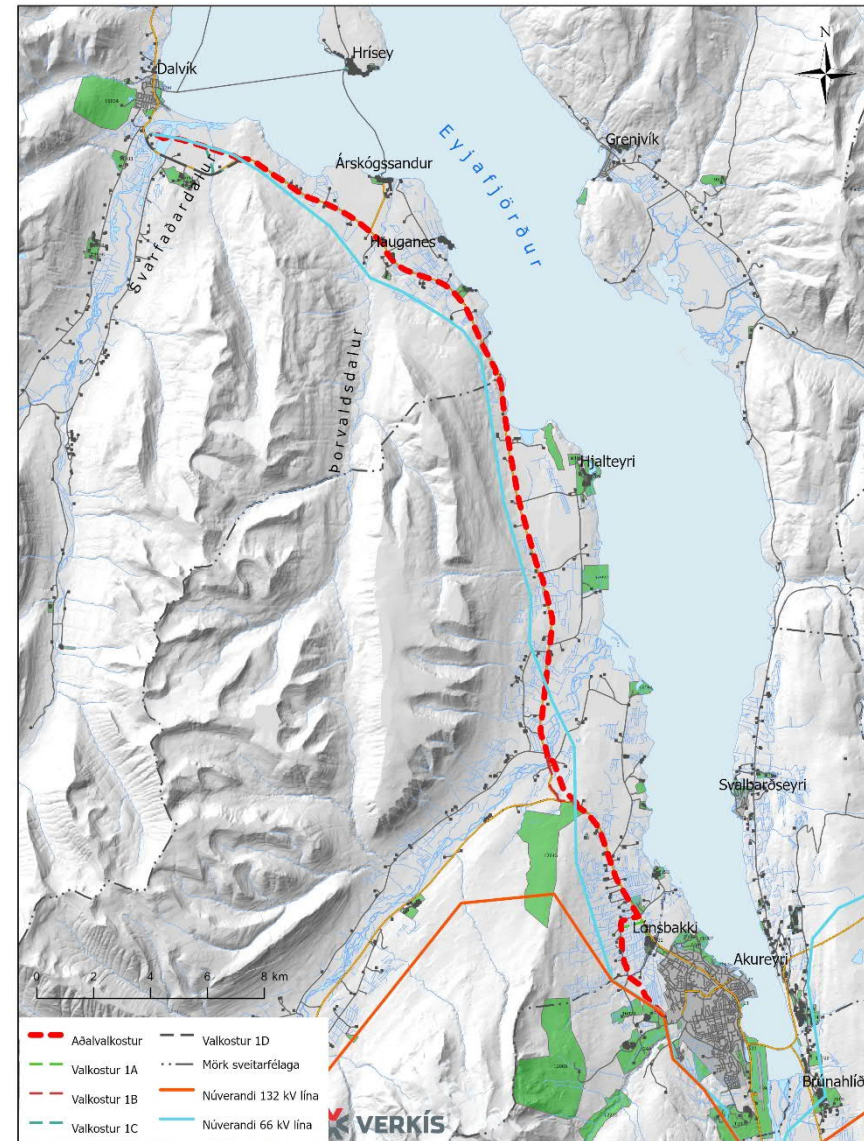 N
Hrísey
Dalvík
Grenivík
Eyjafjörður
Árskógssandur
Svarfaðardalur
Hauganes
Þorvaldsdalur
Hjalteyri
Svalbarðseyri
Lónsbakki
Akureyri
0 2 4 6 8 km
Brúnahlíð
Aðalvalkostur
Valkostur 1A
Valkostur 1B
Valkostur 1C
Valkostur 1D
Mörk sveitarfélaga
Núverandi 132 kV lína
Núverandi 66 kV lína
VERKÍS